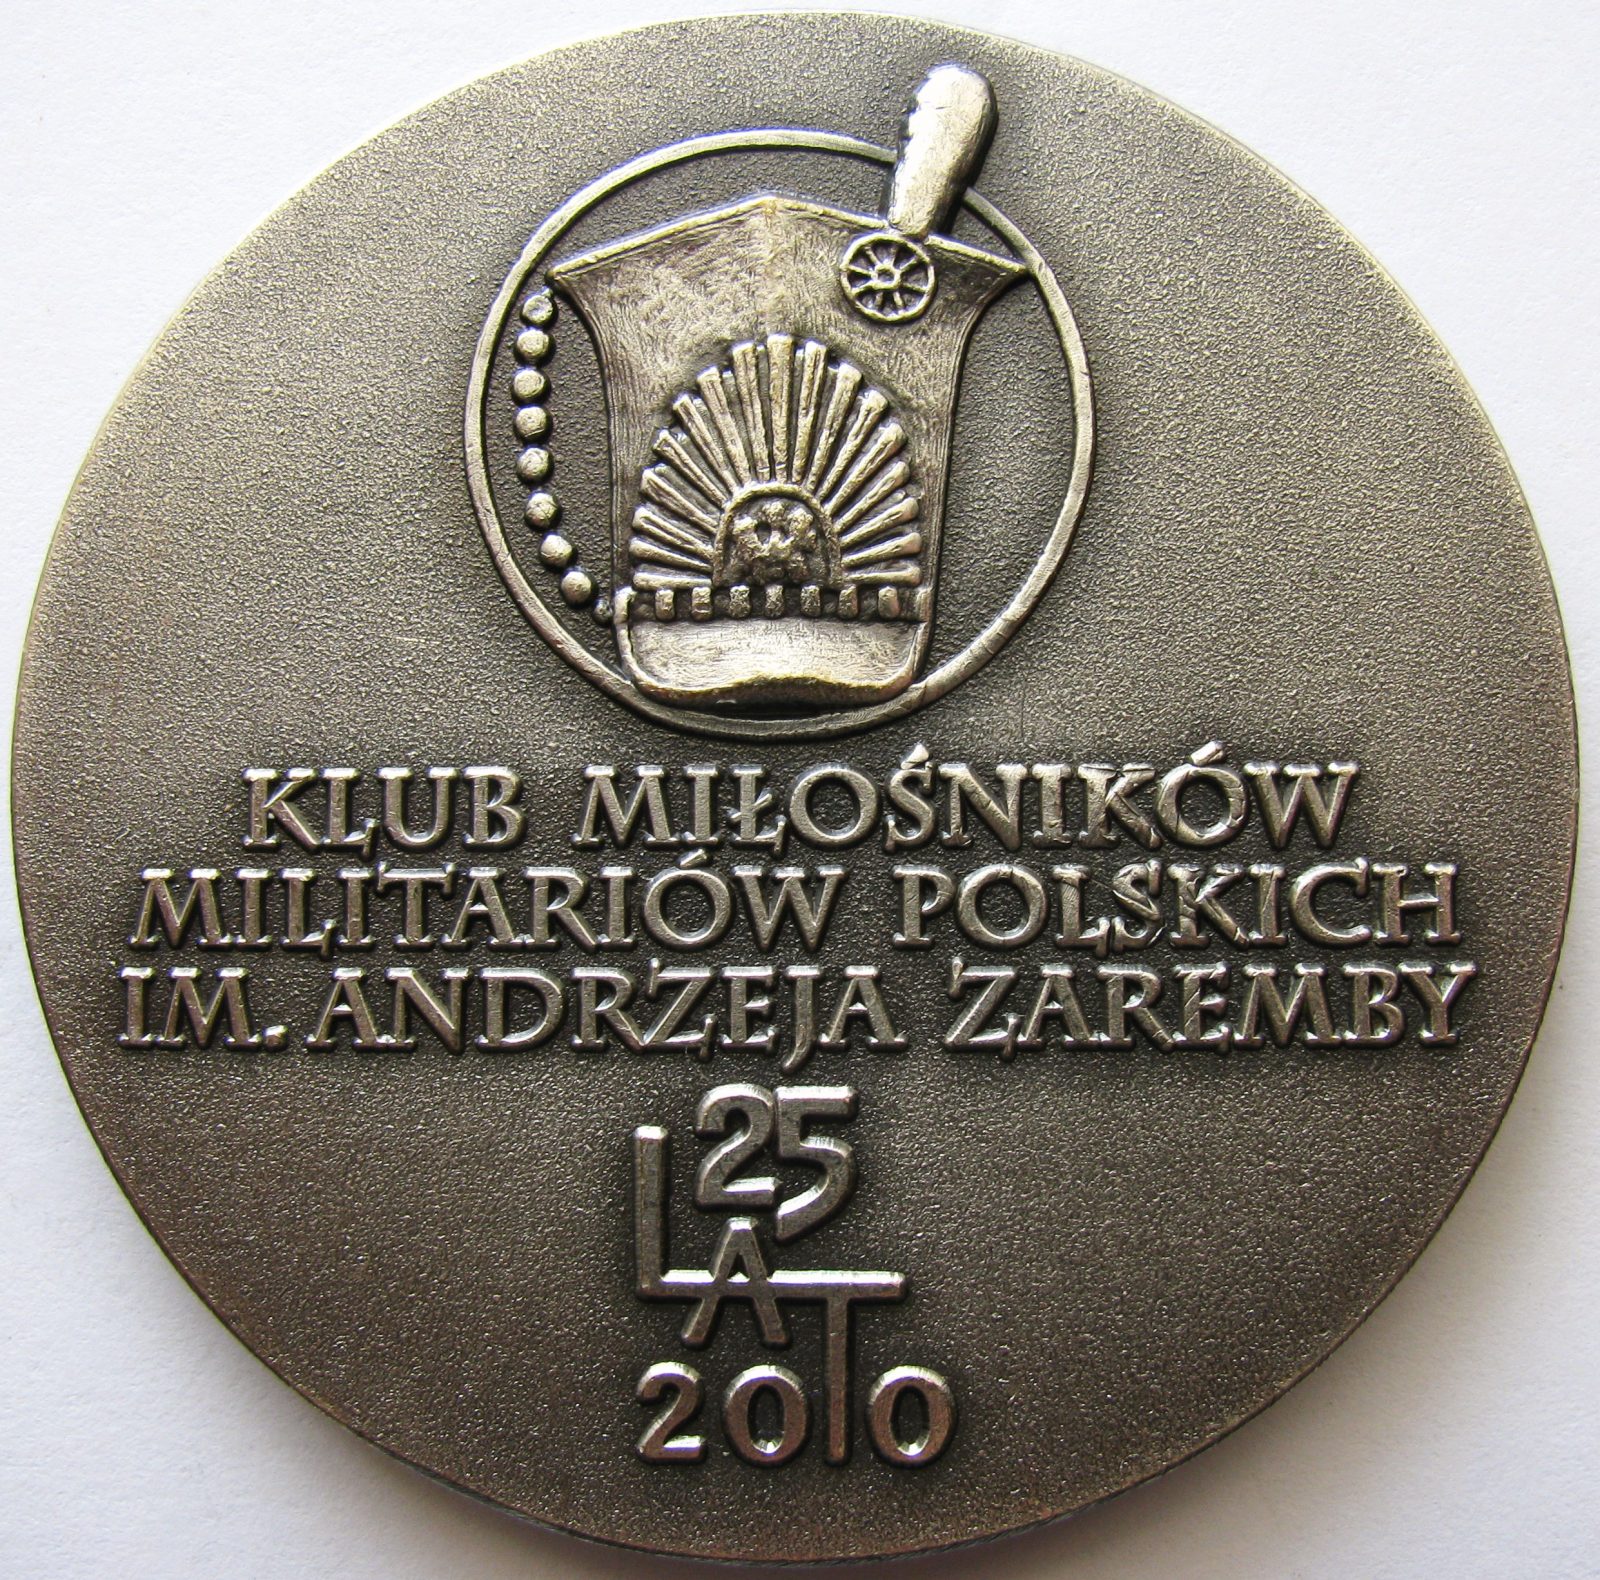 KLUB MIŁOŚNIKÓW
MILITARIÓW POLSKICH
IM. ANDRZEJA ZAREMBY
25
LAT
2010